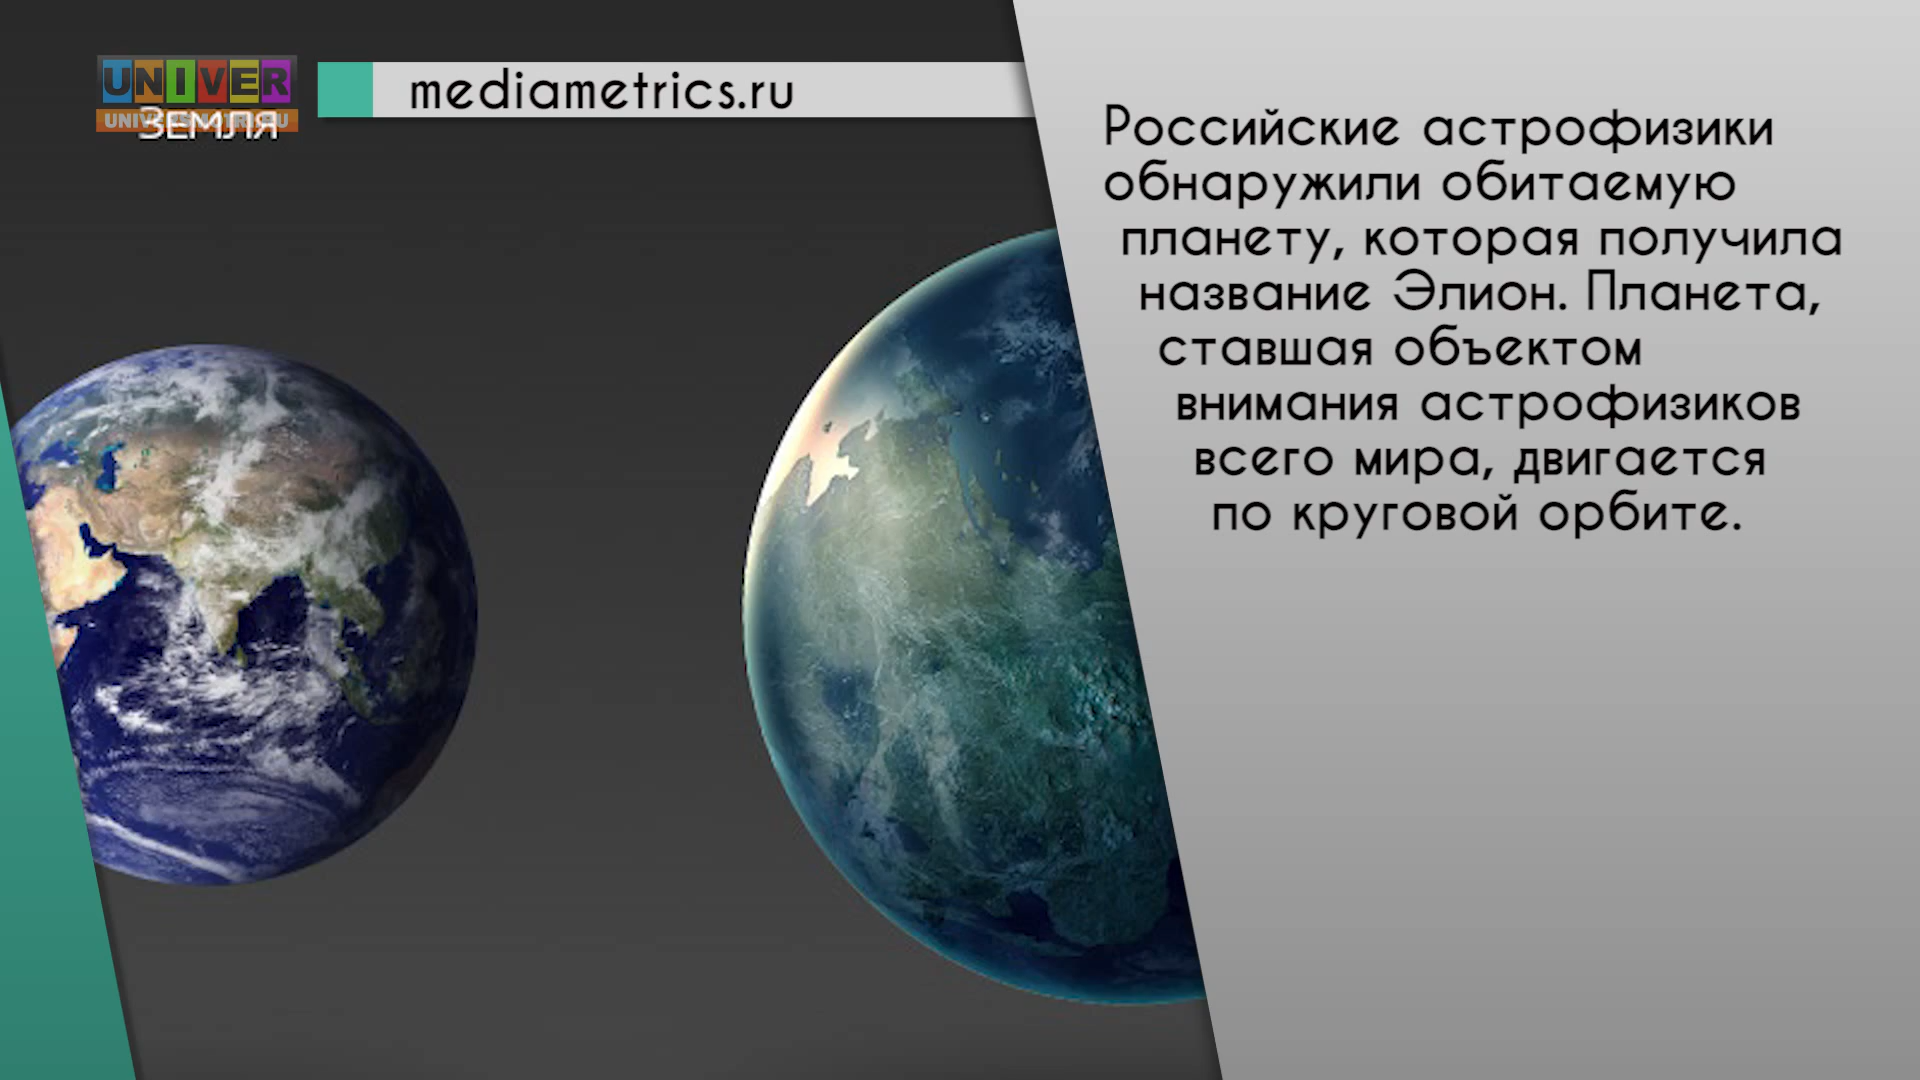 UNIVER
mediametrics.ru
ЗЕМЛЯ
Российские астрофизики
обнаружили обитаемую
планету, которая получила
название Элион. Планета,
ставшая объектом
внимания астрофизиков
всего мира, двигается
по круговой орбите.